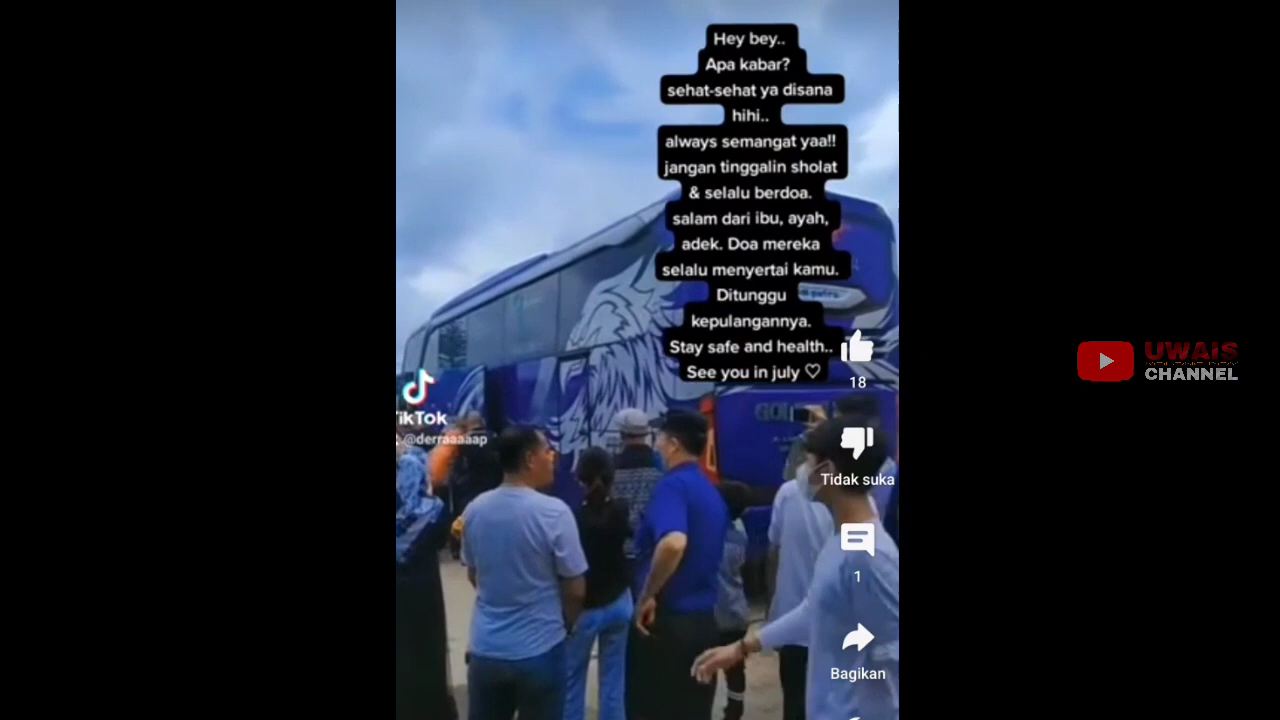 Hey bey..
Apa kabar?
sehat-sehat ya disana
hihi..
always semangat yaa!!
jangan tinggalin sholat
& selalu berdoa.
salam dari ibu, ayah,
adek. Doa mereka
selalu menyertai kamu.
Ditunggu
kepulangannya.
Stay safe and health..
See you in july ♡
18
UWAIS
CHANNEL
TikTok
@derraaaaap
Tidak suka
1
Bagikan